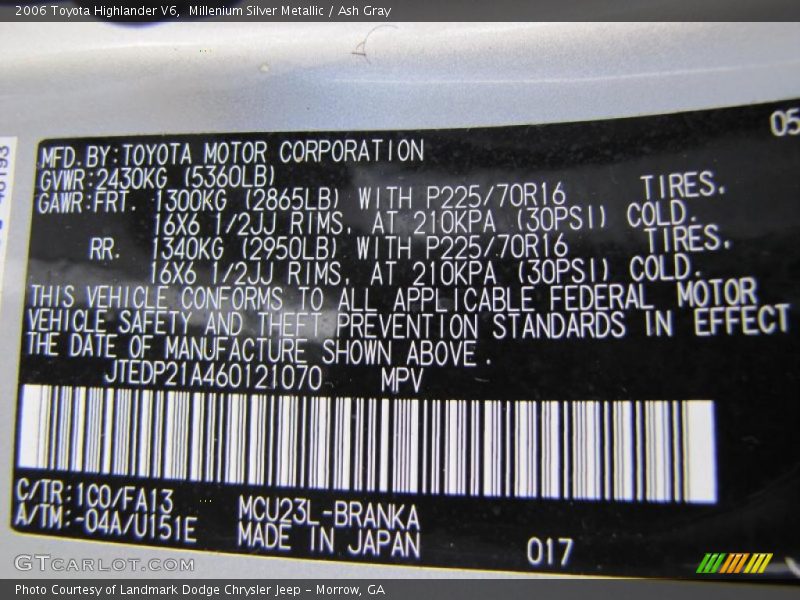 2006 Toyota Highlander V6, Millenium Silver Metallic / Ash Gray
05
MFD.BY:TOYOTA MOTOR CORPORATION
GVWR:2430KG (5360LB)
GAWR:FRT. 1300KG (2865LB) WITH P225/70R16 TIRES,
16X6 1/2JJ RIMS, AT 210KPA (30PSI) COLD.
RR. 1340KG (2950LB) WITH P225/70R16 TIRES,
16X6 1/2JJ RIMS, AT 210KPA (30PSI) COLD.
THIS VEHICLE CONFORMS TO ALL APPLICABLE FEDERAL MOTOR
VEHICLE SAFETY AND THEFT PREVENTION STANDARDS IN EFFECT
THE DATE OF MANUFACTURE SHOWN ABOVE.
JTEDP21A460121070 MPV
C/TR:1C0/FA13 MCU23L-BRANKA
A/TM:-04A/U151E MADE IN JAPAN
017
GTcarlot.com
Photo Courtesy of Landmark Dodge Chrysler Jeep - Morrow, GA